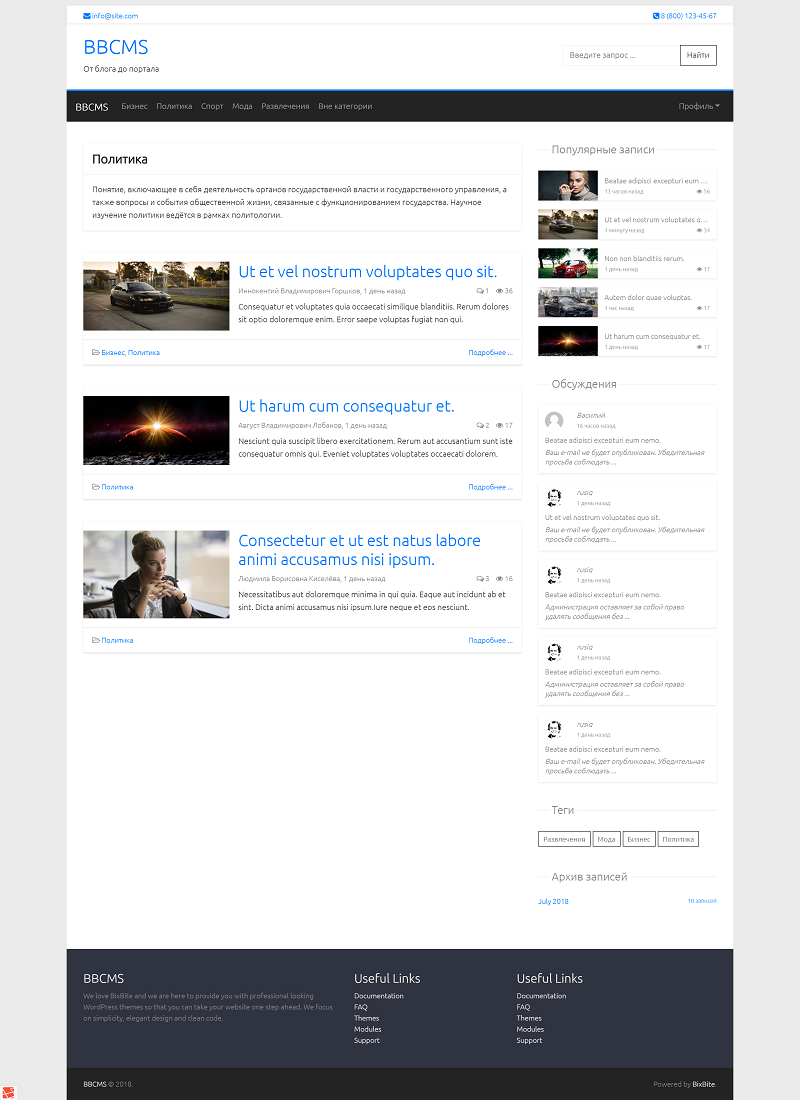 info@site.com
8 (800) 123-45-67
BBCMS
От блога до портала
Введите запрос ...
Найти
BBCMS Бизнес Политика Спорт Мода Развлечения Вне категории Профиль
Политика
Понятие, включающее в себя деятельность органов государственной власти и государственного управления, а
также вопросы и события общественной жизни, связанные с функционированием государства. Научное
изучение политики ведётся в рамках политологии.
Ut et vel nostrum voluptates quo sit.
Иннокентий Владимирович Горшков, 1 день назад 1 36
Consequatur et voluptates quia occaecati similique blanditiis. Rerum dolores
sit optio doloremque enim. Error saepe voluptas fugiat non qui.
Бизнес, Политика Подробнее ...
Ut harum cum consequatur et.
Август Владимирович Лобанов, 1 день назад 2 17
Nesciunt quia suscipit libero exercitationem. Rerum aut accusantium sunt iste
consequatur omnis qui. Eveniet voluptates voluptates occaecati dolorem.
Политика Подробнее ...
Consectetur et ut est natus labore
animi accusamus nisi ipsum.
Людмила Борисовна Киселёва, 1 день назад 3 16
Necessitatibus aut doloremque minima in qui quia. Eaque aut incidunt ab et
sint. Dicta animi accusamus nisi ipsum.Iure neque et eos nesciunt.
Политика Подробнее ...
Популярные записи
Beatae adipisci excepturi eum ...
13 часов назад 56
Ut et vel nostrum voluptates q...
1 минуту назад 34
Non non blanditiis rerum.
1 день назад 17
Autem dolor quae voluptas.
1 час назад 17
Ut harum cum consequatur et.
1 день назад 17
Обсуждения
Василий
16 часов назад
Beatae adipisci excepturi eum nemo.
Ваш e-mail не будет опубликован. Убедительная
просьба соблюдать ...
rusiq
1 день назад
Ut et vel nostrum voluptates quo sit.
Ваш e-mail не будет опубликован. Убедительная
просьба соблюдать ...
rusiq
1 день назад
Beatae adipisci excepturi eum nemo.
Администрация оставляет за собой право
удалять сообщения без ...
rusiq
1 день назад
Beatae adipisci excepturi eum nemo.
Администрация оставляет за собой право
удалять сообщения без ...
rusiq
1 день назад
Beatae adipisci excepturi eum nemo.
Ваш e-mail не будет опубликован. Убедительная
просьба соблюдать ...
Теги
Развлечения Мода Бизнес Политика
Архив записей
July 2018 10 записей
BBCMS
We love BixBite and we are here to provide you with professional looking
WordPress themes so that you can take your website one step ahead. We focus
on simplicity, elegant design and clean code.
Useful Links
Documentation
FAQ
Themes
Modules
Support
Useful Links
Documentation
FAQ
Themes
Modules
Support
BBCMS © 2018.
Powered by BixBite.